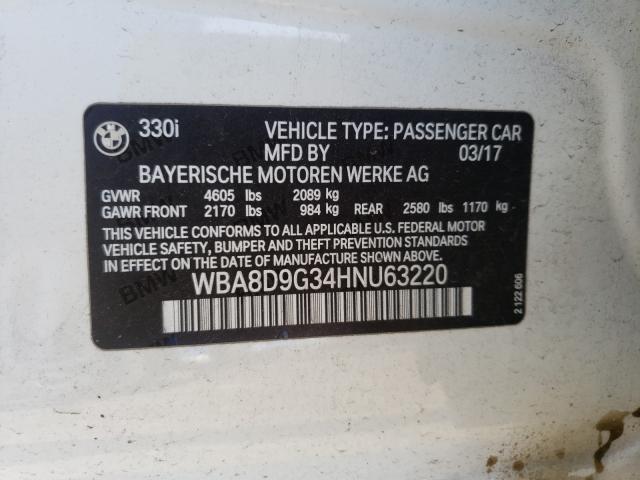 BMW 330i VEHICLE TYPE: PASSENGER CAR
MFD BY 03/17
BAYERISCHE MOTOREN WERKE AG
GVWR 4605 lbs 2089 kg
GAWR FRONT 2170 lbs 984 kg REAR 2580 lbs 1170 kg
THIS VEHICLE CONFORMS TO ALL APPLICABLE U.S. FEDERAL MOTOR
VEHICLE SAFETY, BUMPER AND THEFT PREVENTION STANDARDS
IN EFFECT ON THE DATE OF MANUFACTURE SHOWN ABOVE.
WBA8D9G34HNU63220
2 122 606